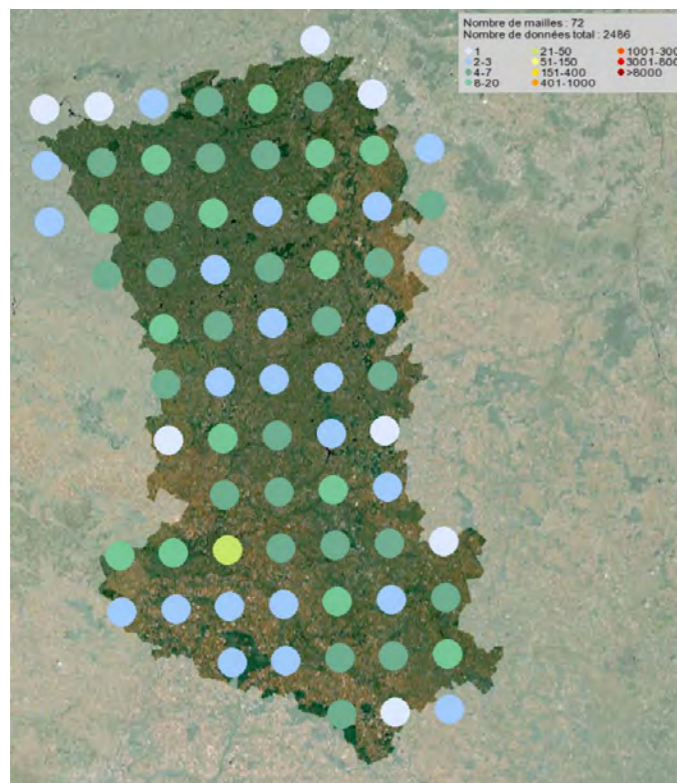 Nombre de mailles : 72
Nombre de données total : 2486
1 21-50 1001-300
2-3 51-150 3001-800
4-7 151-400 >8000
8-20 401-1000